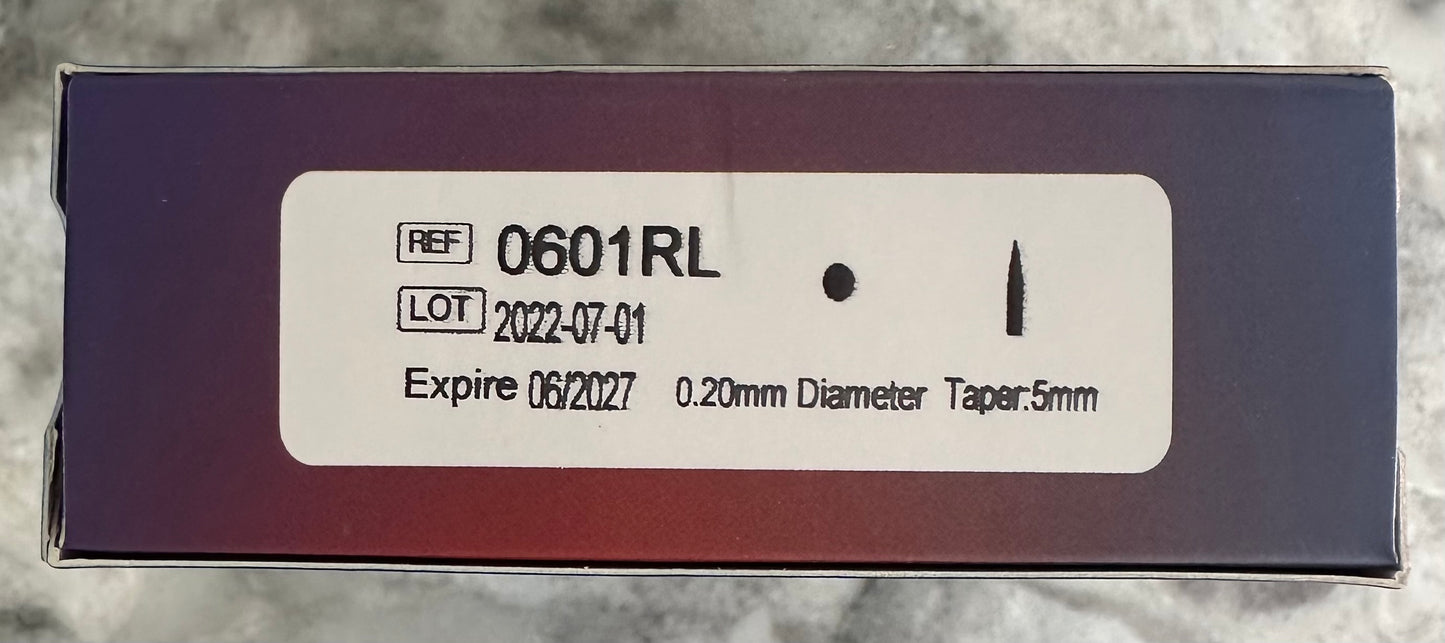 REF 0601RL
LOT 2022-07-01
Expire 06/2027 0.20mm Diameter Taper:5mm